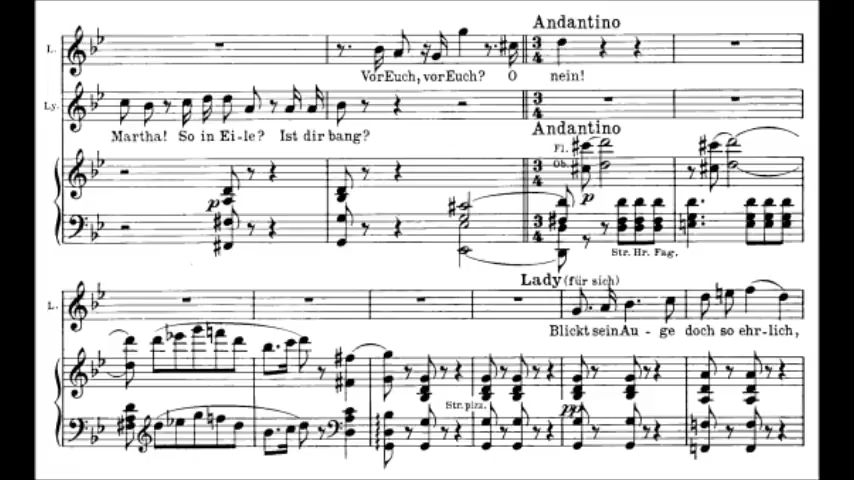 Andantino
L.
Vor Euch, vor Euch? O nein!
Ly.
Martha! So in Ei-le? Ist dir bang?
Andantino
Fl.
Ob.
p
p
Str. Hr. Fag.
Lady (für sich)
L.
Blickt sein Au - ge doch so ehr-lich,
Str. pizz.
pp